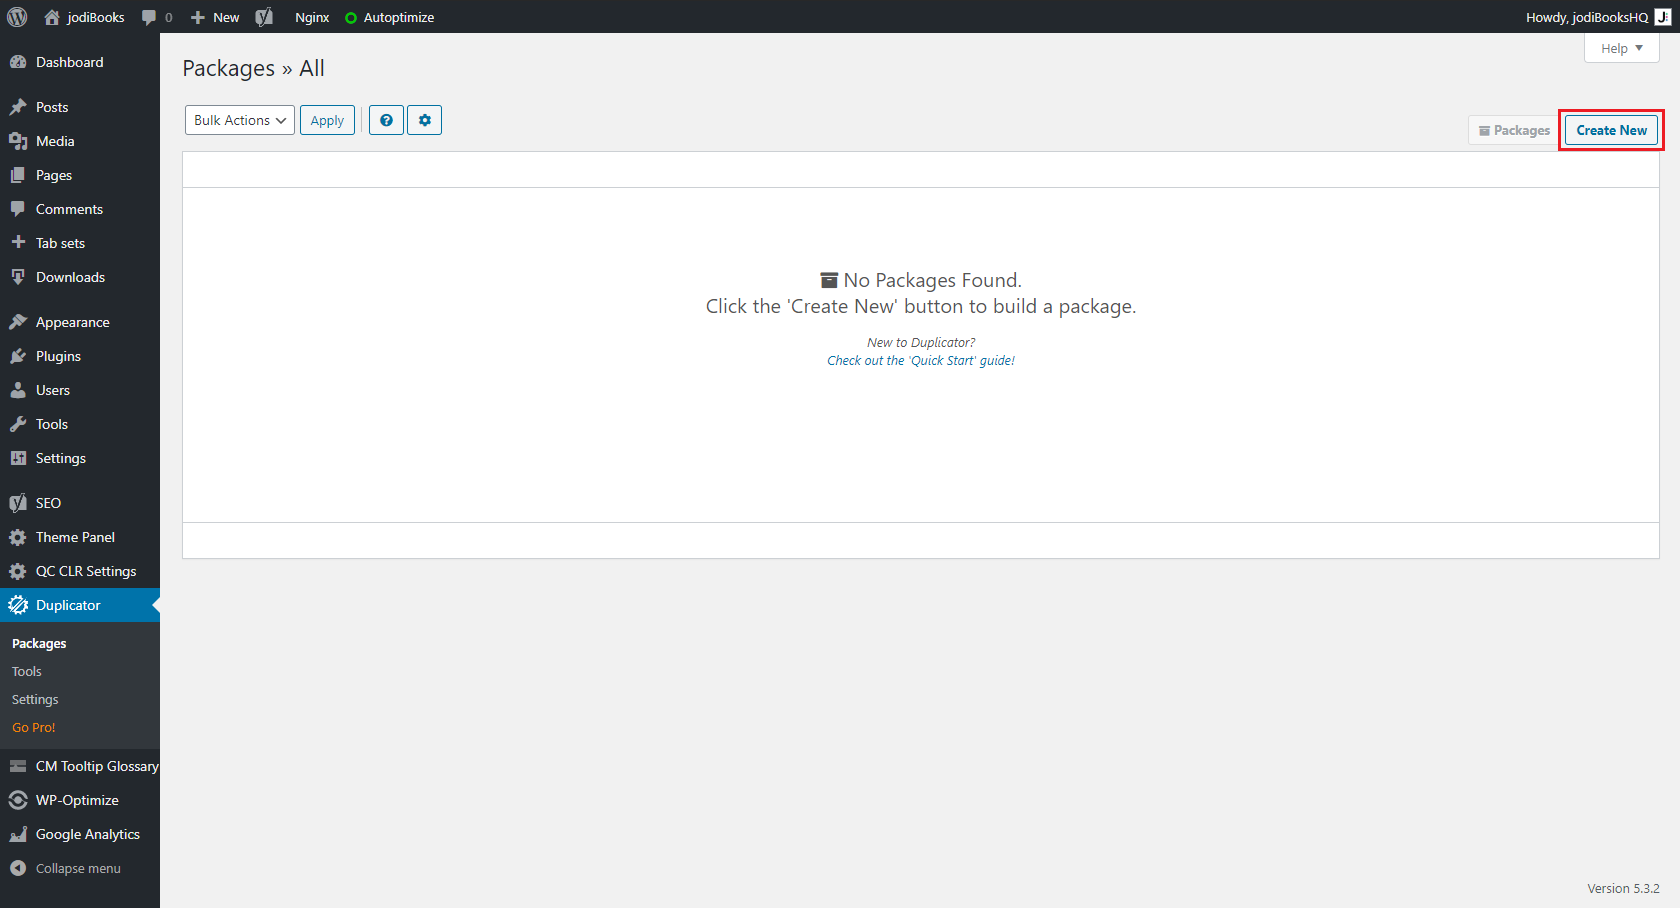 jodiBooks 0 New Nginx Autoptimize Howdy, jodiBooksHQ
Help
Dashboard
Posts
Media
Pages
Comments
Tab sets
Downloads
Appearance
Plugins
Users
Tools
Settings
SEO
Theme Panel
QC CLR Settings
Duplicator
Packages
Tools
Settings
Go Pro!
CM Tooltip Glossary
WP-Optimize
Google Analytics
Collapse menu
Packages » All
Bulk Actions Apply
Packages Create New
No Packages Found.
Click the 'Create New' button to build a package.
New to Duplicator?
Check out the 'Quick Start' guide!
Version 5.3.2